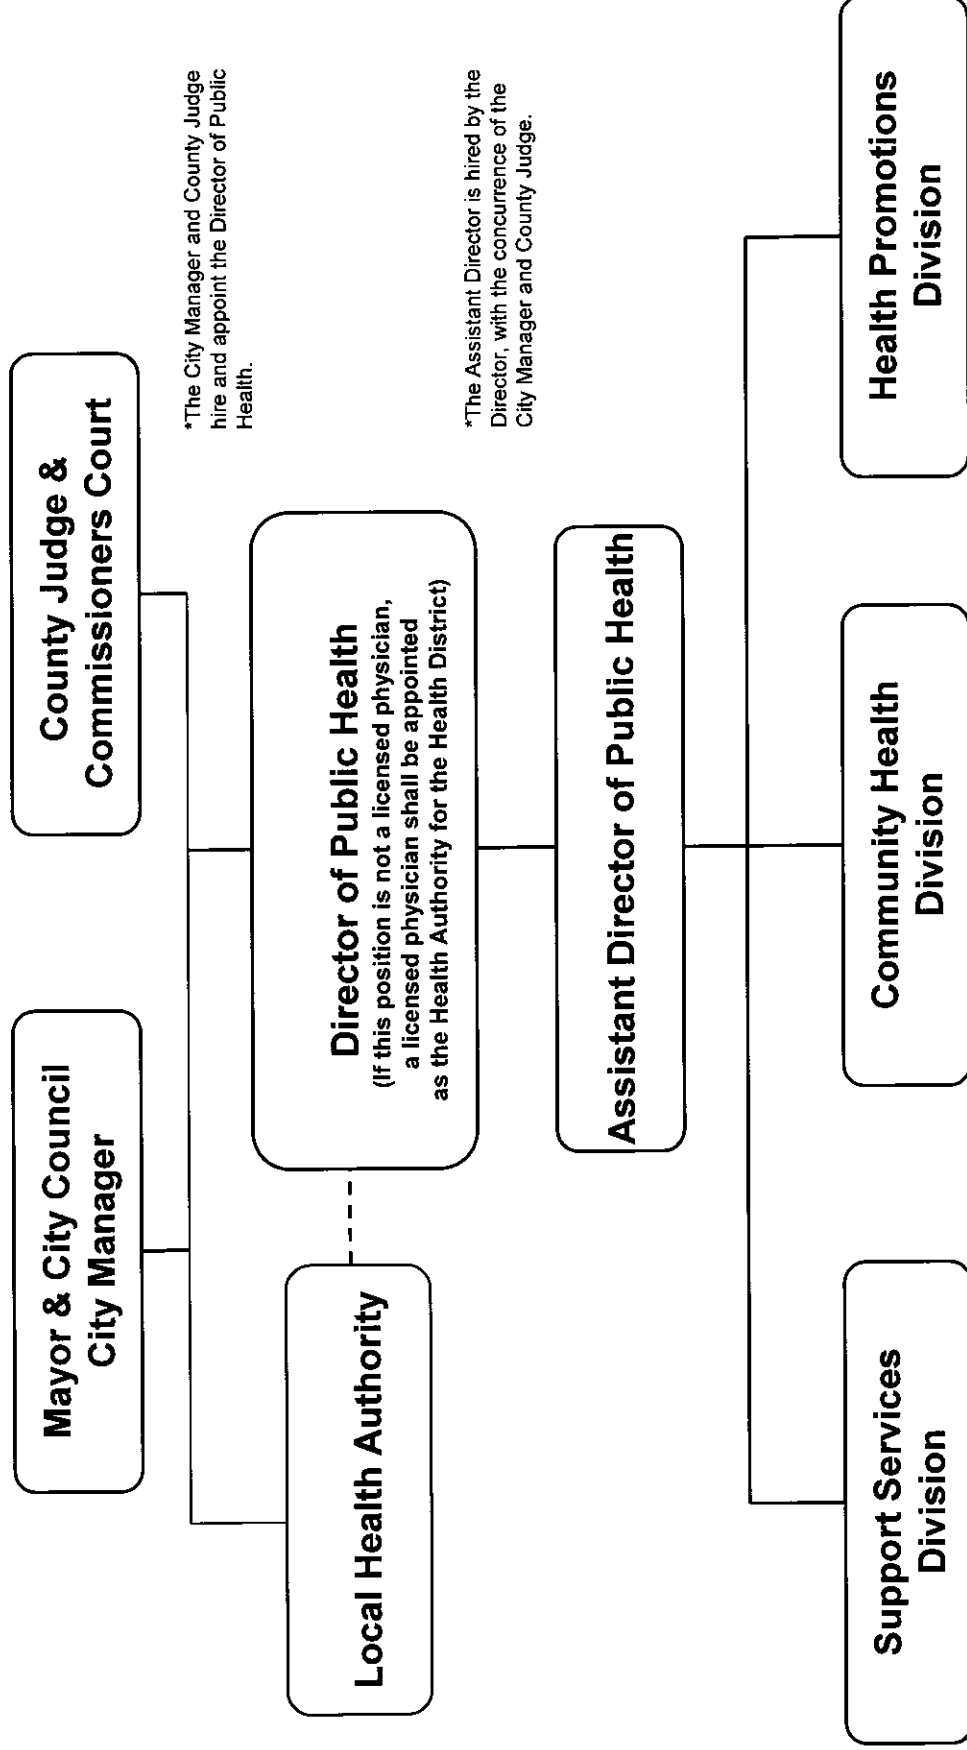 Mayor & City Council
City Manager
County Judge &
Commissioners Court
*The City Manager and County Judge
hire and appoint the Director of Public
Health.
Local Health Authority
Director of Public Health
(If this position is not a licensed physician,
a licensed physician shall be appointed
as the Health Authority for the Health District)
*The Assistant Director is hired by the
Director, with the concurrence of the
City Manager and County Judge.
Assistant Director of Public Health
Support Services
Division
Community Health
Division
Health Promotions
Division